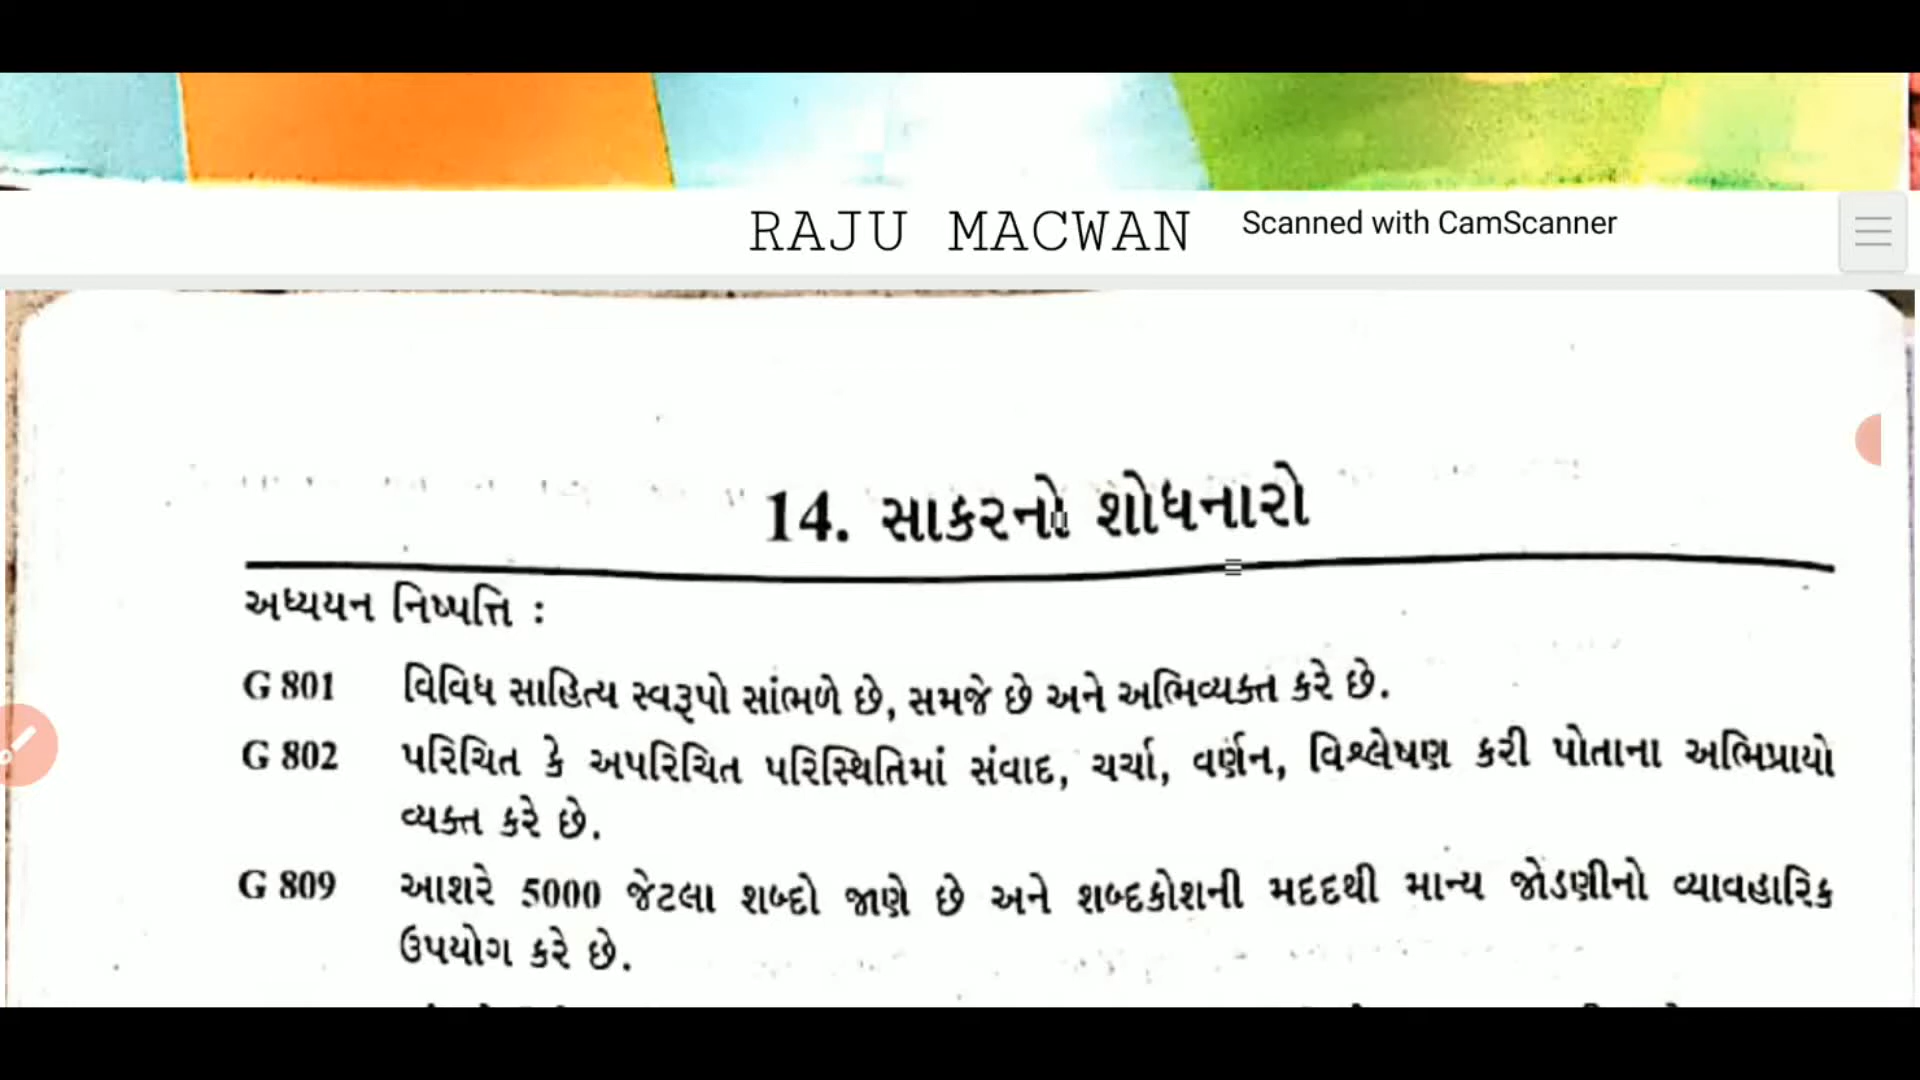 RAJU MACWAN Scanned with CamScanner
14. સાકરનો શોધનારો
અધ્યયન નિષ્પત્તિ :
G 801 વિવિધ સાહિત્ય સ્વરૂપો સાંભળે છે, સમજે છે અને અભિવ્યક્ત કરે છે.
G 802 પરિચિત કે અપરિચિત પરિસ્થિતિમાં સંવાદ, ચર્ચા, વર્ણન, વિશ્લેષણ કરી પોતાના અભિપ્રાયો
વ્યક્ત કરે છે.
G 809 આશરે 5000 જેટલા શબ્દો જાણે છે અને શબ્દકોશની મદદથી માન્ય જોડણીનો વ્યાવહારિક
ઉપયોગ કરે છે.